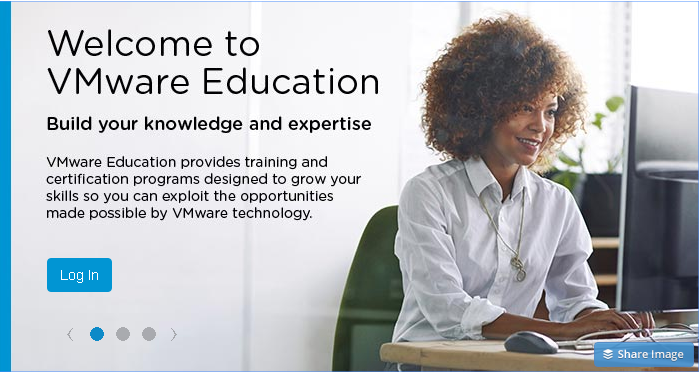 Welcome to
VMware Education
Build your knowledge and expertise
VMware Education provides training and
certification programs designed to grow your
skills so you can exploit the opportunities
made possible by VMware technology.
Log In
Share Image